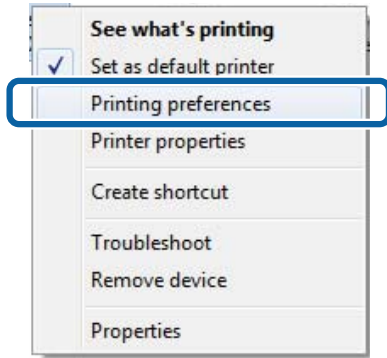 See what's printing
Set as default printer
Printing preferences
Printer properties
Create shortcut
Troubleshoot
Remove device
Properties